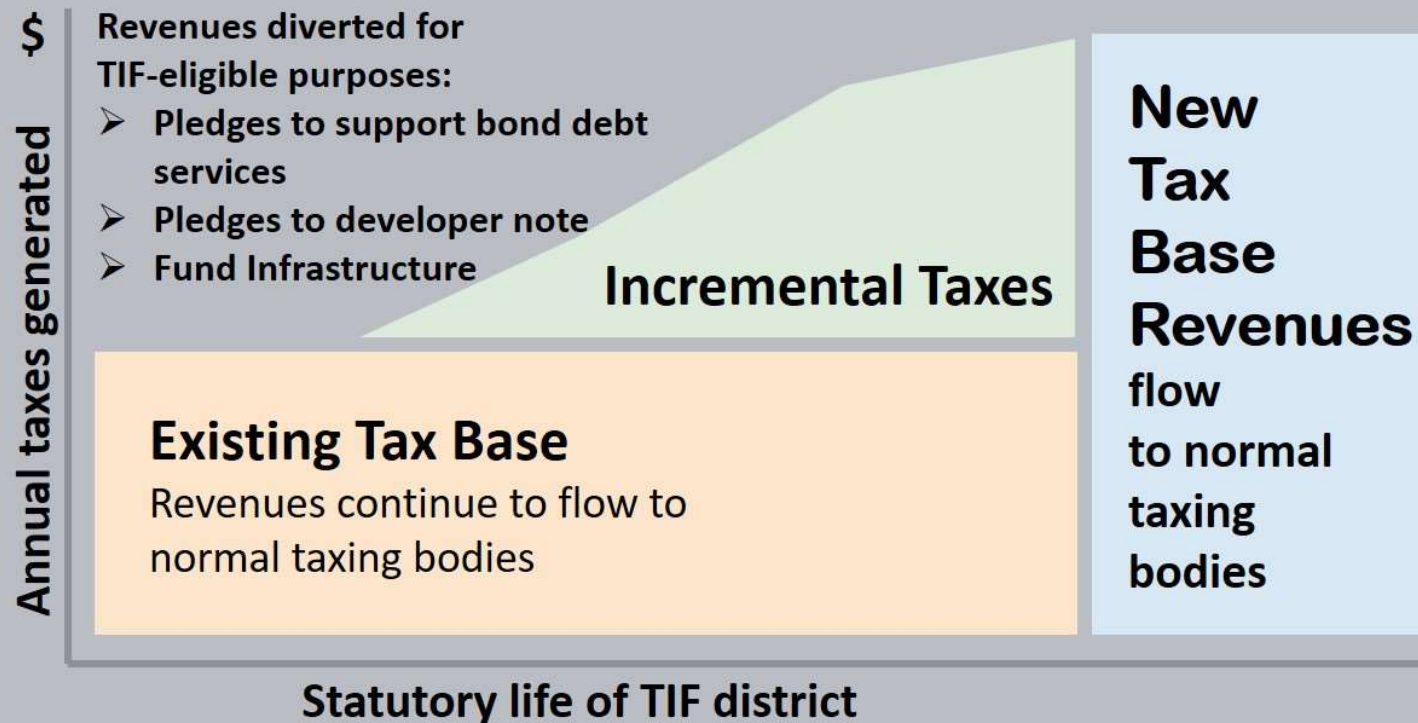 $
Annual taxes generated
Revenues diverted for
TIF-eligible purposes:
➢ Pledges to support bond debt
services
➢ Pledges to developer note
➢ Fund Infrastructure
Incremental Taxes
Existing Tax Base
Revenues continue to flow to
normal taxing bodies
New
Tax
Base
Revenues
flow
to normal
taxing
bodies
Statutory life of TIF district